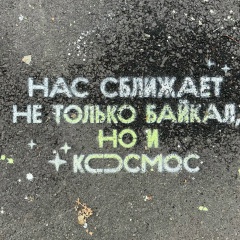 НАС СБЛИЖАЕТ
НЕ ТОЛЬКО БАЙКАЛ,
НО И
КОСМОС